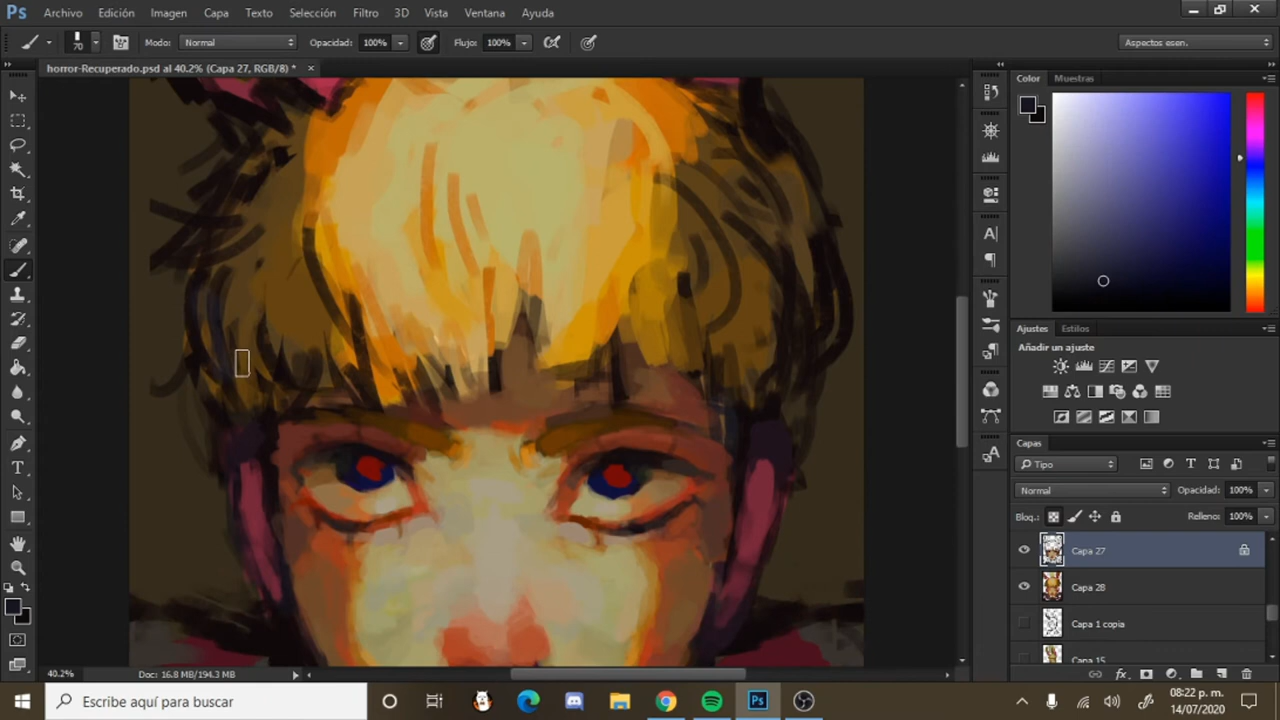 Ps Archivo Edición Imagen Capa Texto Selección Filtro 3D Vista Ventana Ayuda
70 Modo: Normal Opacidad: 100% Flujo: 100% Aspectos esen.
horror-Recuperado.psd al 40.2% (Capa 27, RGB/8) *
Color Muestras
Ajustes Estilos
Añadir un ajuste
Capas
Tipo
Normal Opacidad: 100%
Bloq.: Relleno: 100%
Capa 27
Capa 28
Capa 1 copia
Capa 15
40.2% Doc: 16.8 MB/194.3 MB
Escribe aquí para buscar
Ps
08:22 p. m.
14/07/2020